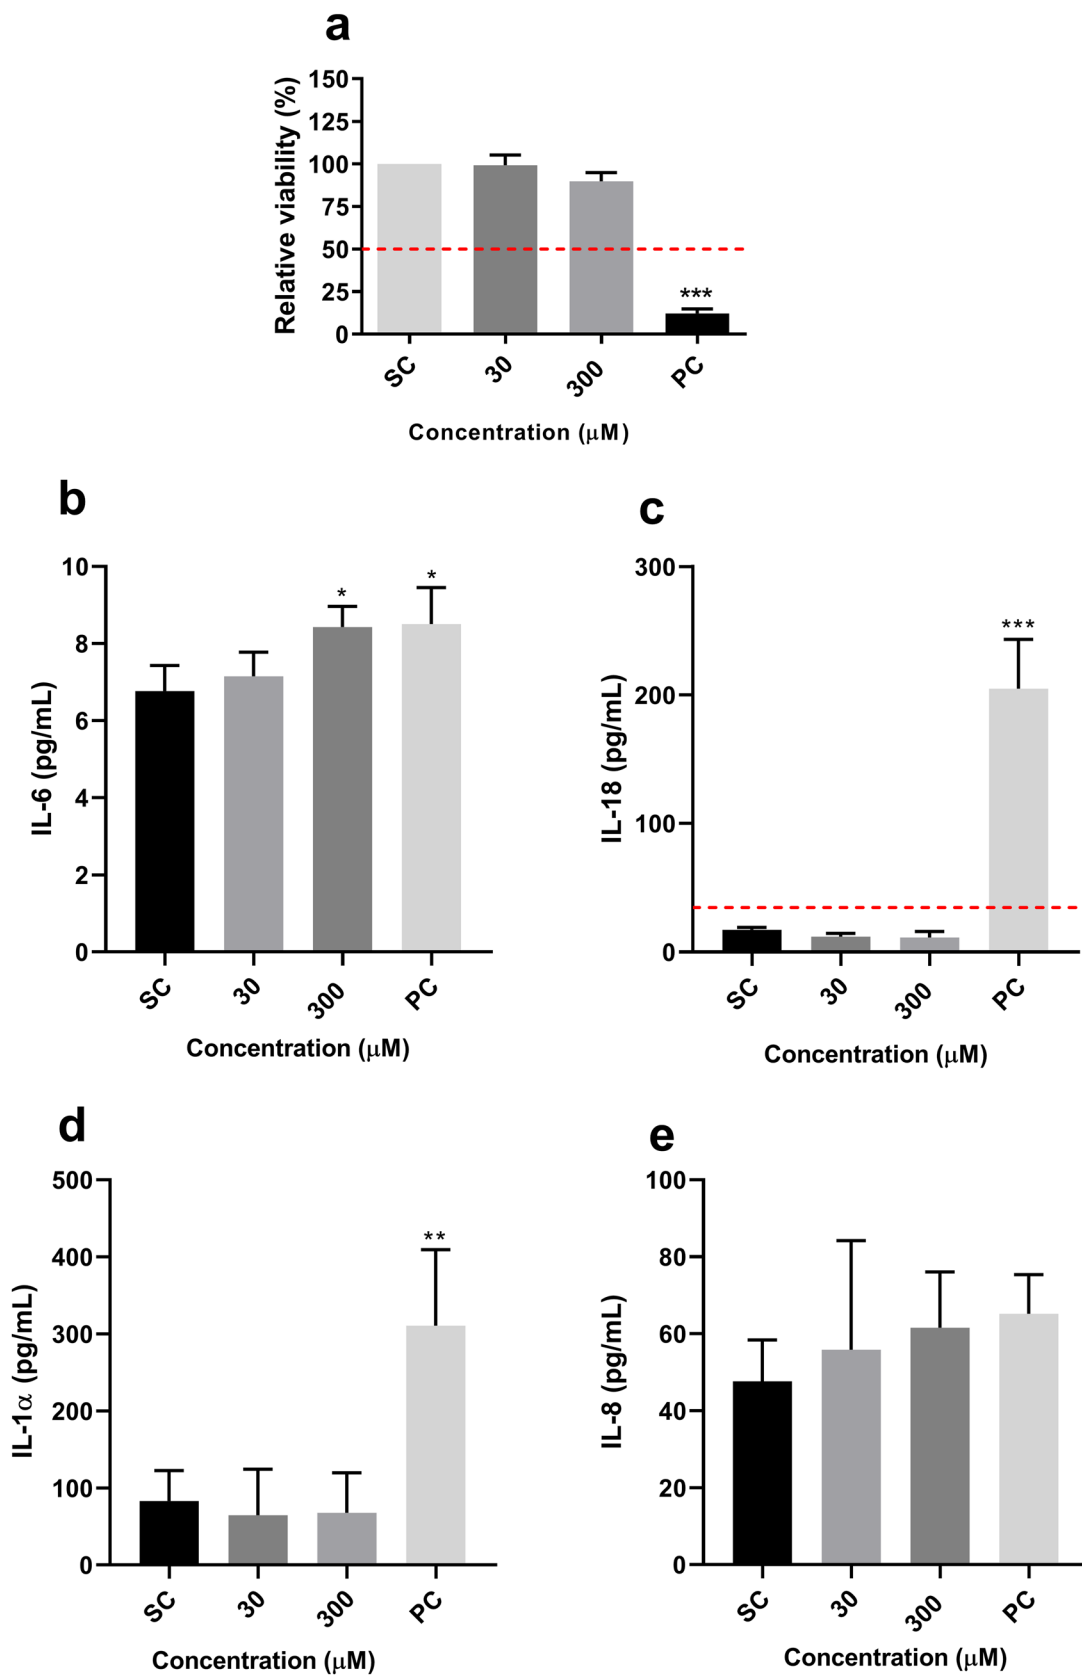 a
Relative viability (%)
150
125
100
75
50
25
0
***
SC 30 300 PC
Concentration (μM)
b
IL-6 (pg/mL)
10
8
6
4
2
0
* *
SC 30 300 PC
Concentration (μM)
c
IL-18 (pg/mL)
300
200
100
0
***
SC 30 300 PC
Concentration (μM)
d
IL-1α (pg/mL)
500
400
300
200
100
0
**
SC 30 300 PC
Concentration (μM)
e
IL-8 (pg/mL)
100
80
60
40
20
0
SC 30 300 PC
Concentration (μM)